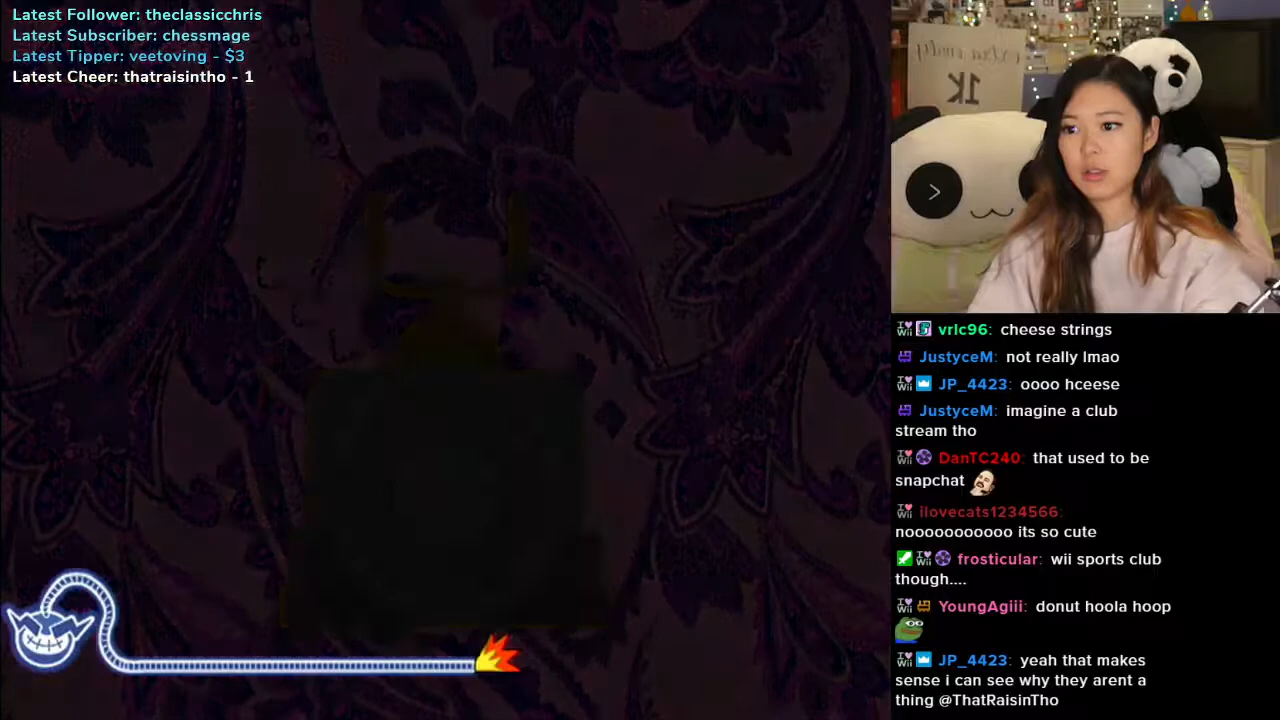 Latest Follower: theclassicchris
Latest Subscriber: chessmage
Latest Tipper: veetoving - $3
Latest Cheer: thatraisintho - 1
1K
vrlc96: cheese strings
JustyceM: not really lmao
JP_4423: oooo hceese
JustyceM: imagine a club
stream tho
DanTC240: that used to be
snapchat
ilovecats1234566:
nooooooooooo its so cute
frosticular: wii sports club
though....
YoungAgiii: donut hoola hoop
JP_4423: yeah that makes
sense i can see why they arent a
thing @ThatRaisinTho